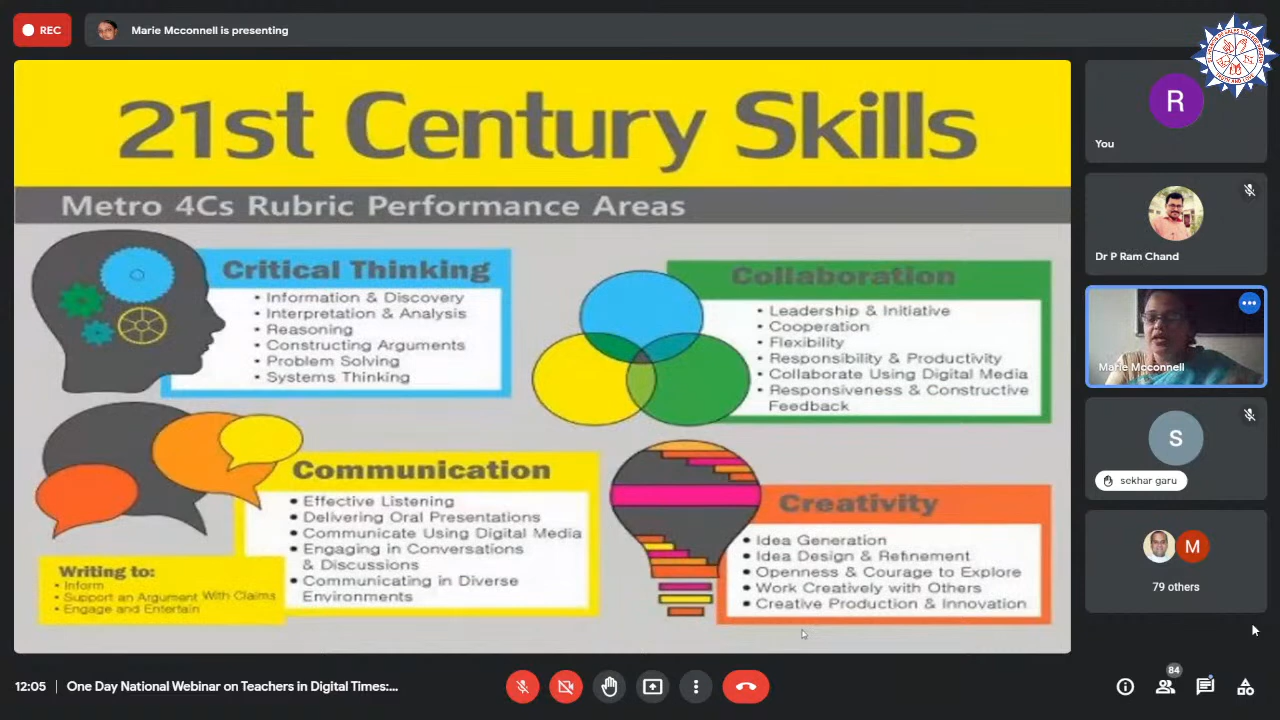 REC
Marie Mcconnell is presenting
21st Century Skills
Metro 4Cs Rubric Performance Areas
Critical Thinking
• Information & Discovery
• Interpretation & Analysis
• Reasoning
• Constructing Arguments
• Problem Solving
• Systems Thinking
Collaboration
• Leadership & Initiative
• Cooperation
• Flexibility
• Responsibility & Productivity
• Collaborate Using Digital Media
• Responsiveness & Constructive
Feedback
Communication
• Effective Listening
• Delivering Oral Presentations
• Communicate Using Digital Media
• Engaging in Conversations
& Discussions
• Communicating in Diverse
Environments
Writing to:
• Inform
• Support an Argument With Claims
• Engage and Entertain
Creativity
• Idea Generation
• Idea Design & Refinement
• Openness & Courage to Explore
• Work Creatively with Others
• Creative Production & Innovation
R
You
Dr P Ram Chand
Marie Mcconnell
S
sekhar garu
M
79 others
12:05 | One Day National Webinar on Teachers in Digital Times:...
84